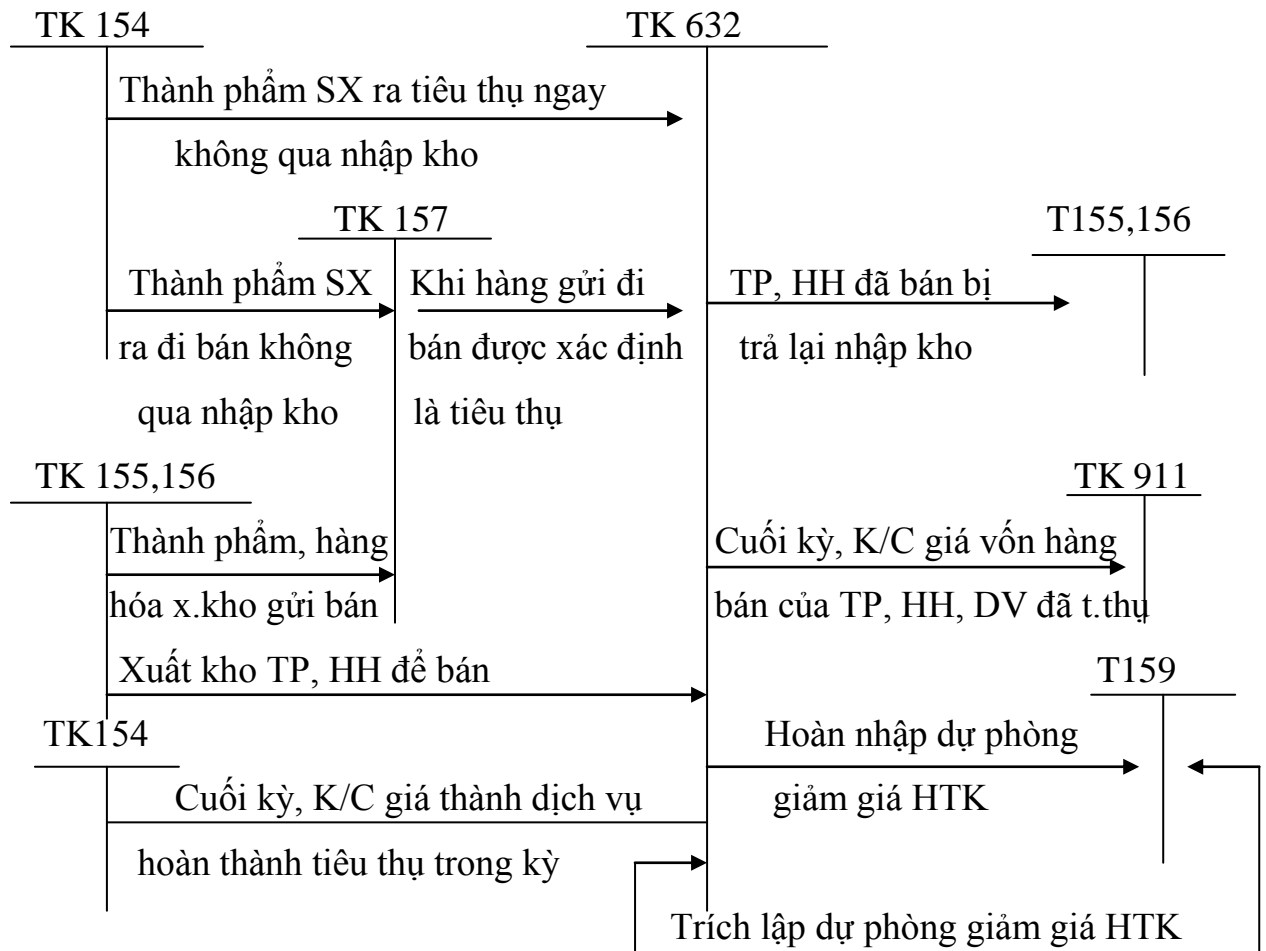 TK 154
TK 632
Thành phẩm SX ra tiêu thụ ngay
không qua nhập kho
TK 157
T155,156
Thành phẩm SX
ra đi bán không
qua nhập kho
Khi hàng gửi đi
bán được xác định
là tiêu thụ
TP, HH đã bán bị
trả lại nhập kho
TK 155,156
TK 911
Thành phẩm, hàng
hóa x.kho gửi bán
Cuối kỳ, K/C giá vốn hàng
bán của TP, HH, DV đã t.thụ
Xuất kho TP, HH để bán
T159
TK154
Hoàn nhập dự phòng
giảm giá HTK
Cuối kỳ, K/C giá thành dịch vụ
hoàn thành tiêu thụ trong kỳ
Trích lập dự phòng giảm giá HTK